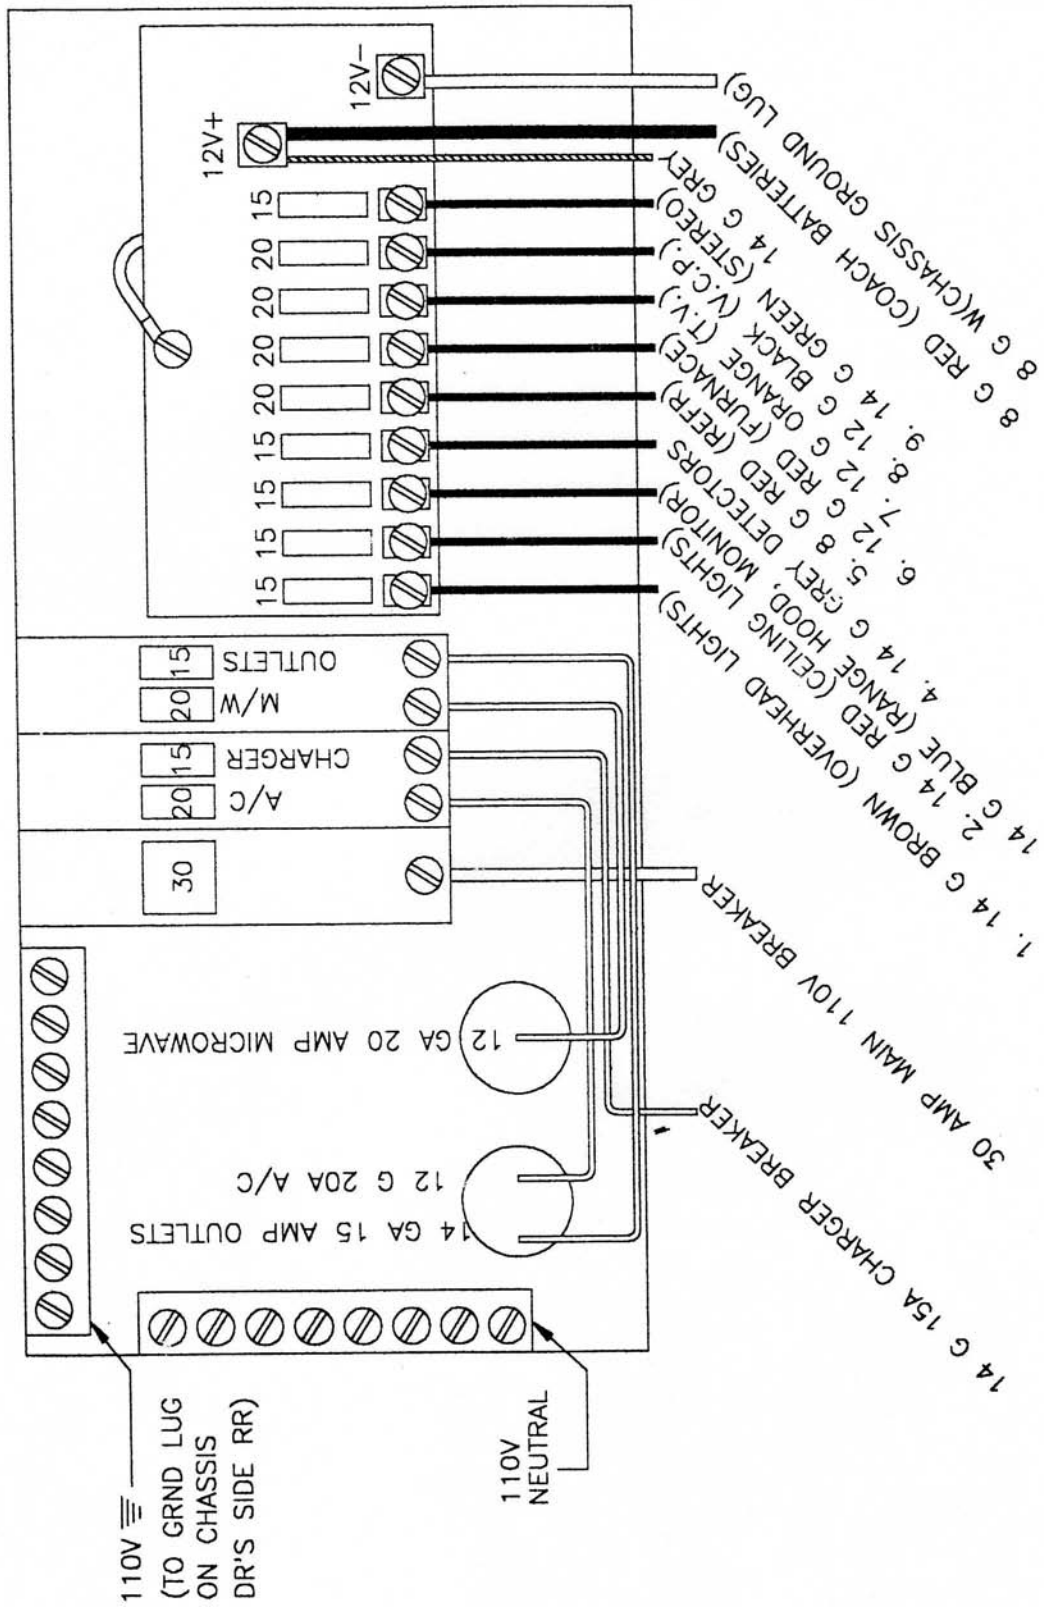 110V
(TO GRND LUG
ON CHASSIS
DR'S SIDE RR)
110V
NEUTRAL
14 GA 15 AMP OUTLETS
12 G 20A A/C
12 GA 20 AMP MICROWAVE
30
20
A/C
15
CHARGER
20
M/W
15
OUTLETS
15
15
15
15
20
20
20
20
15
12V+
12V-
14 G 15A CHARGER BREAKER
30 AMP MAIN 110V BREAKER
1. 14 G BROWN (OVERHEAD LIGHTS)
2. 14 G RED (CEILING LIGHTS)
14 G BLUE (RANGE HOOD, MONITOR)
4. 14 G GREY DETECTORS
5. 8 G RED (REFR)
6. 12 G RED (FURNACE)
7. 12 G ORANGE (T.V.)
8. 12 G BLACK (V.C.P.)
9. 14 G GREEN (STEREO)
14 G GREY
8 G RED (COACH BATTERIES)
8 G W(CHASSIS GROUND LUG)